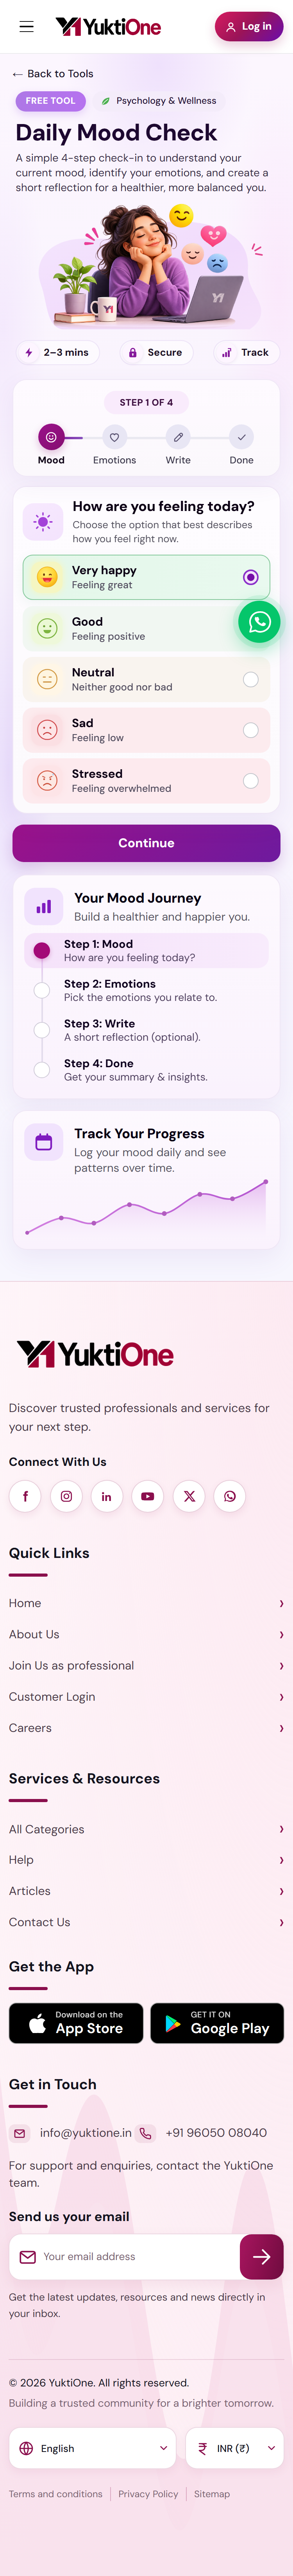 YuktiOne
Log in
← Back to Tools
FREE TOOL
Psychology & Wellness
Daily Mood Check
A simple 4-step check-in to understand your
current mood, identify your emotions, and create a
short reflection for a healthier, more balanced you.
2–3 mins
Secure
Track
STEP 1 OF 4
Mood
Emotions
Write
Done
How are you feeling today?
Choose the option that best describes
how you feel right now.
Very happy
Feeling great
Good
Feeling positive
Neutral
Neither good nor bad
Sad
Feeling low
Stressed
Feeling overwhelmed
Continue
Your Mood Journey
Build a healthier and happier you.
Step 1: Mood
How are you feeling today?
Step 2: Emotions
Pick the emotions you relate to.
Step 3: Write
A short reflection (optional).
Step 4: Done
Get your summary & insights.
Track Your Progress
Log your mood daily and see
patterns over time.
YuktiOne
Discover trusted professionals and services for
your next step.
Connect With Us
Quick Links
Home
About Us
Join Us as professional
Customer Login
Careers
Services & Resources
All Categories
Help
Articles
Contact Us
Get the App
Download on the
App Store
GET IT ON
Google Play
Get in Touch
info@yuktione.in
+91 96050 08040
For support and enquiries, contact the YuktiOne
team.
Send us your email
Your email address
Get the latest updates, resources and news directly in
your inbox.
© 2026 YuktiOne. All rights reserved.
Building a trusted community for a brighter tomorrow.
English
₹ INR (₹)
Terms and conditions
Privacy Policy
Sitemap